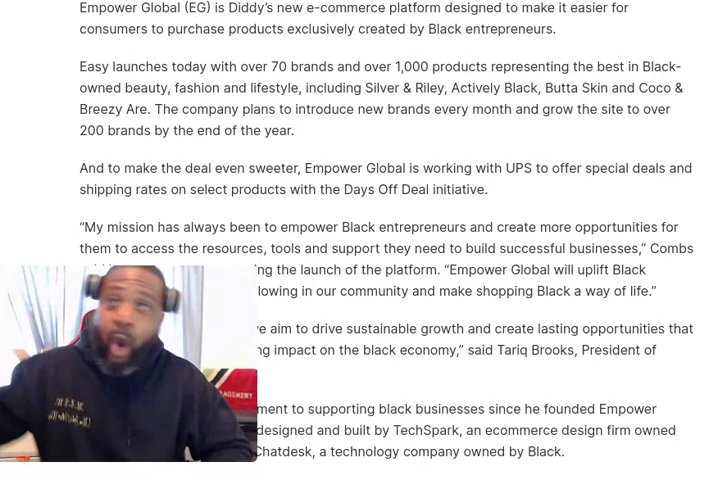 Empower Global (EG) is Diddy’s new e-commerce platform designed to make it easier for
consumers to purchase products exclusively created by Black entrepreneurs.
Easy launches today with over 70 brands and over 1,000 products representing the best in Black-
owned beauty, fashion and lifestyle, including Silver & Riley, Actively Black, Butta Skin and Coco &
Breezy Are. The company plans to introduce new brands every month and grow the site to over
200 brands by the end of the year.
And to make the deal even sweeter, Empower Global is working with UPS to offer special deals and
shipping rates on select products with the Days Off Deal initiative.
“My mission has always been to empower Black entrepreneurs and create more opportunities for
them to access the resources, tools and support they need to build successful businesses,” Combs
ing the launch of the platform. “Empower Global will uplift Black
lowing in our community and make shopping Black a way of life.”
e aim to drive sustainable growth and create lasting opportunities that
ng impact on the black economy,” said Tariq Brooks, President of
ment to supporting black businesses since he founded Empower
designed and built by TechSpark, an ecommerce design firm owned
Chatdesk, a technology company owned by Black.